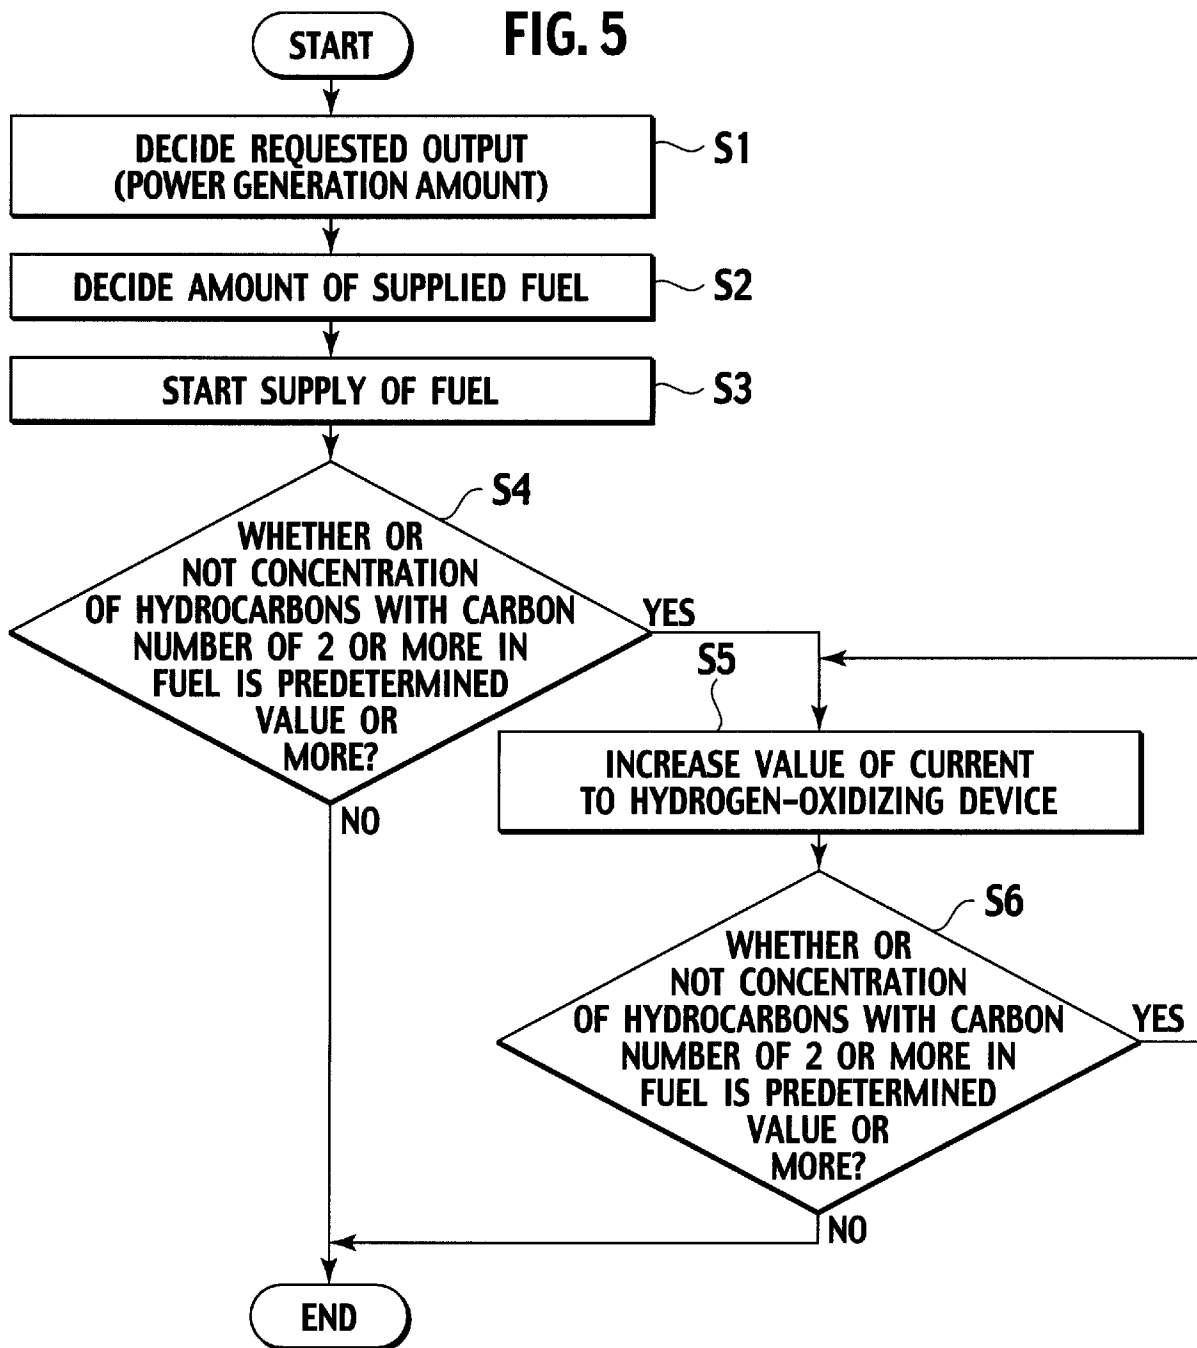 FIG. 5
START
DECIDE REQUESTED OUTPUT
(POWER GENERATION AMOUNT)
S1
DECIDE AMOUNT OF SUPPLIED FUEL
S2
START SUPPLY OF FUEL
S3
S4
WHETHER OR
NOT CONCENTRATION
OF HYDROCARBONS WITH CARBON
NUMBER OF 2 OR MORE IN
FUEL IS PREDETERMINED
VALUE OR
MORE?
YES
NO
S5
INCREASE VALUE OF CURRENT
TO HYDROGEN-OXIDIZING DEVICE
S6
WHETHER OR
NOT CONCENTRATION
OF HYDROCARBONS WITH CARBON
NUMBER OF 2 OR MORE IN
FUEL IS PREDETERMINED
VALUE OR
MORE?
YES
NO
END